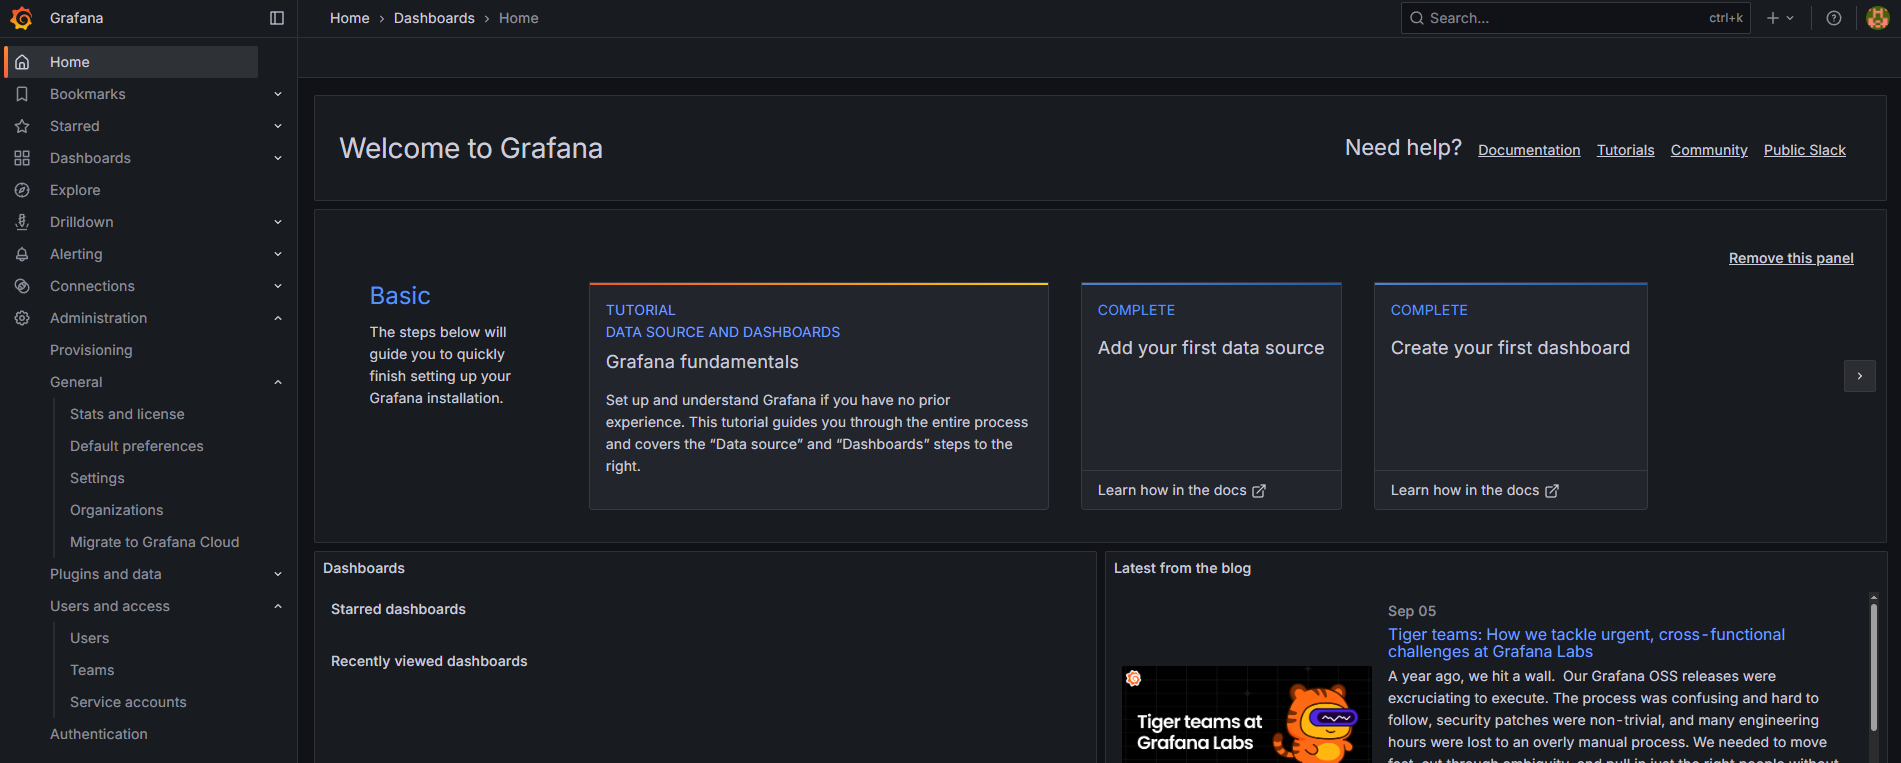 Grafana
Home › Dashboards › Home
Search...
ctrl+k
Home
Bookmarks
Starred
Dashboards
Explore
Drilldown
Alerting
Connections
Administration
Provisioning
General
Stats and license
Default preferences
Settings
Organizations
Migrate to Grafana Cloud
Plugins and data
Users and access
Users
Teams
Service accounts
Authentication
Welcome to Grafana
Need help?
Documentation
Tutorials
Community
Public Slack
Remove this panel
Basic
The steps below will
guide you to quickly
finish setting up your
Grafana installation.
TUTORIAL
DATA SOURCE AND DASHBOARDS
Grafana fundamentals
Set up and understand Grafana if you have no prior
experience. This tutorial guides you through the entire process
and covers the “Data source” and “Dashboards” steps to the
right.
COMPLETE
Add your first data source
Learn how in the docs
COMPLETE
Create your first dashboard
Learn how in the docs
Dashboards
Starred dashboards
Recently viewed dashboards
Latest from the blog
Tiger teams at
Grafana Labs
Sep 05
Tiger teams: How we tackle urgent, cross-functional
challenges at Grafana Labs
A year ago, we hit a wall. Our Grafana OSS releases were
excruciating to execute. The process was confusing and hard to
follow, security patches were non-trivial, and many engineering
hours were lost to an overly manual process. We needed to move